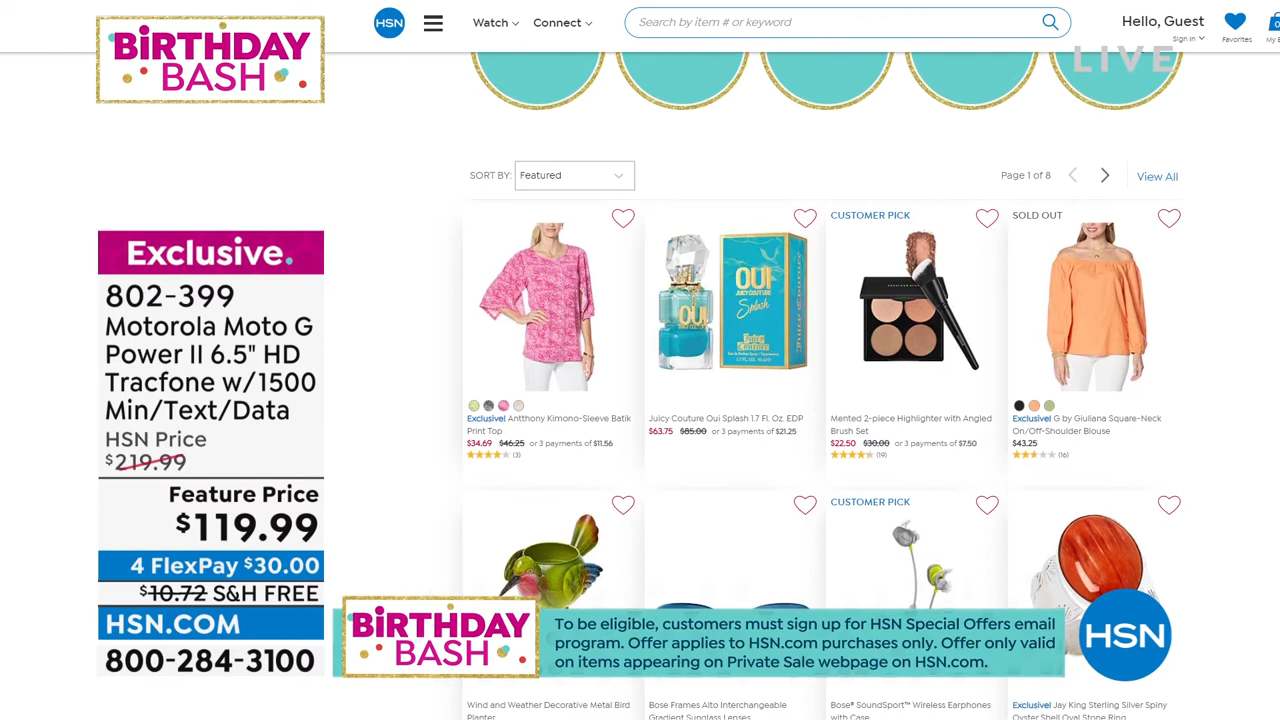 BiRTHDAY
BASH
HSN
Watch
Connect
Search by item # or keyword
Hello, Guest
Sign In
Favorites
My B
LIVE
SORT BY:
Featured
Page 1 of 8
View All
Exclusive.
802-399
Motorola Moto G
Power II 6.5" HD
Tracfone w/1500
Min/Text/Data
HSN Price
$219.99
Feature Price
$119.99
4 FlexPay $30.00
$10.72 S&H FREE
HSN.COM
800-284-3100
Exclusive! Antthony Kimono-Sleeve Batik
Print Top
$34.69 $46.25 or 3 payments of $11.56
(3)
OUI
JUICY COUTURE
Splash
OUI
Juicy Couture Oui Splash 1.7 Fl. Oz. EDP
$63.75 $85.00 or 3 payments of $21.25
CUSTOMER PICK
Mented 2-piece Highlighter with Angled
Brush Set
$22.50 $30.00 or 3 payments of $7.50
(19)
SOLD OUT
Exclusive! G by Giuliana Square-Neck
On/Off-Shoulder Blouse
$43.25
(16)
CUSTOMER PICK
BiRTHDAY
BASH
To be eligible, customers must sign up for HSN Special Offers email
program. Offer applies to HSN.com purchases only. Offer only valid
on items appearing on Private Sale webpage on HSN.com.
HSN
Wind and Weather Decorative Metal Bird
Planter
Bose Frames Alto Interchangeable
Gradient Sunglass Lenses
Bose® SoundSport™ Wireless Earphones
with Case
Exclusive! Jay King Sterling Silver Spiny
Oyster Shell Oval Stone Ring